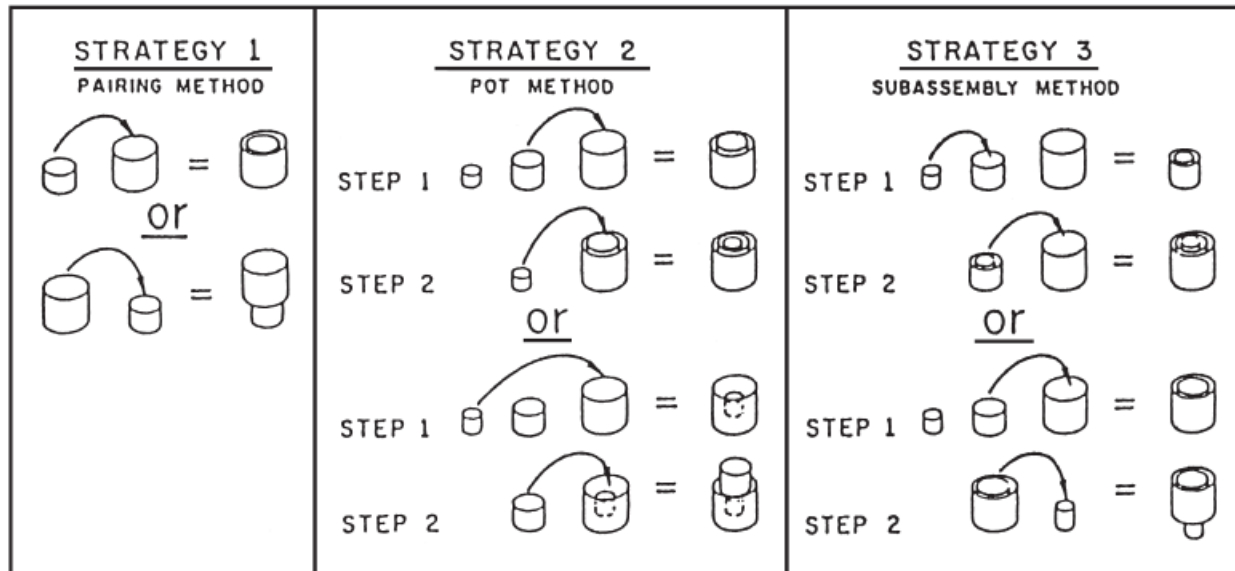 STRATEGY 1
PAIRING METHOD
=
or
=
STRATEGY 2
POT METHOD
STEP 1 =
STEP 2 =
or
STEP 1 =
STEP 2 =
STRATEGY 3
SUBASSEMBLY METHOD
STEP 1 =
STEP 2 =
or
STEP 1 =
STEP 2 =